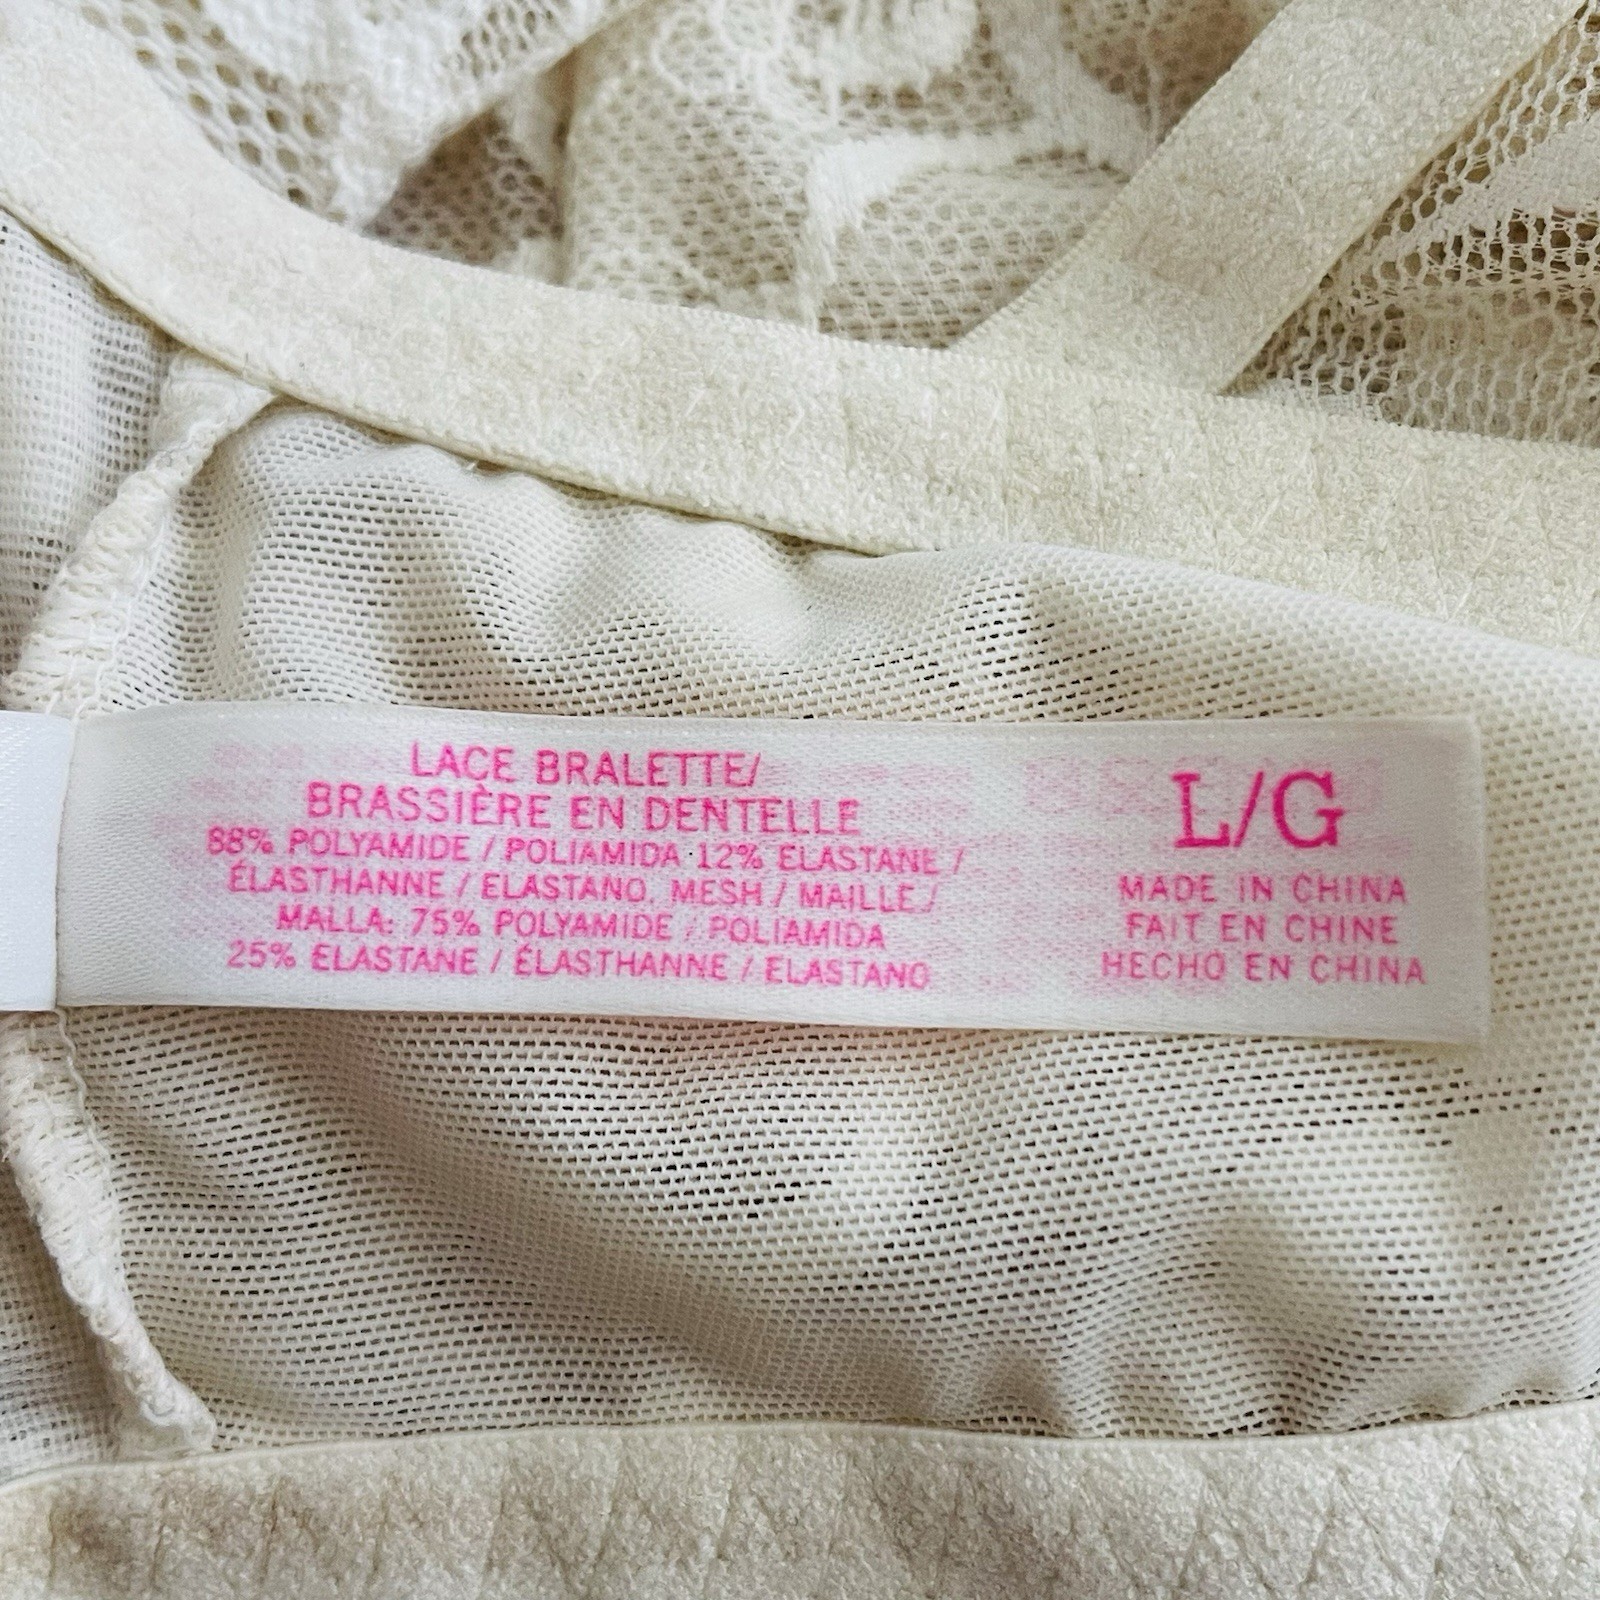 LACE BRALETTE/
BRASSIÈRE EN DENTELLE
88% POLYAMIDE / POLIAMIDA 12% ELASTANE /
ÉLASTHANNE / ELASTANO. MESH / MAILLE /
MALLA: 75% POLYAMIDE / POLIAMIDA
25% ELASTANE / ÉLASTHANNE / ELASTANO
L/G
MADE IN CHINA
FAIT EN CHINE
HECHO EN CHINA